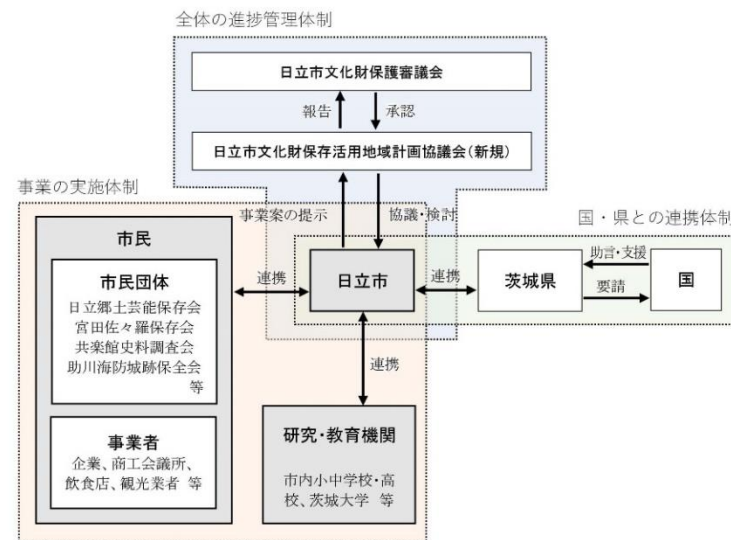 全体の進捗管理体制
日立市文化財保護審議会
報告
承認
日立市文化財保存活用地域計画協議会(新規)
事業の実施体制
事業案の提示
協議・検討
国・県との連携体制
市民
市民団体
日立郷土芸能保存会
宮田佐々羅保存会
共楽館史料調査会
助川海防城跡保全会
等
連携
日立市
連携
茨城県
助言・支援
要請
国
連携
事業者
企業、商工会議所、
飲食店、観光業者 等
研究・教育機関
市内小中学校・高
校、茨城大学 等